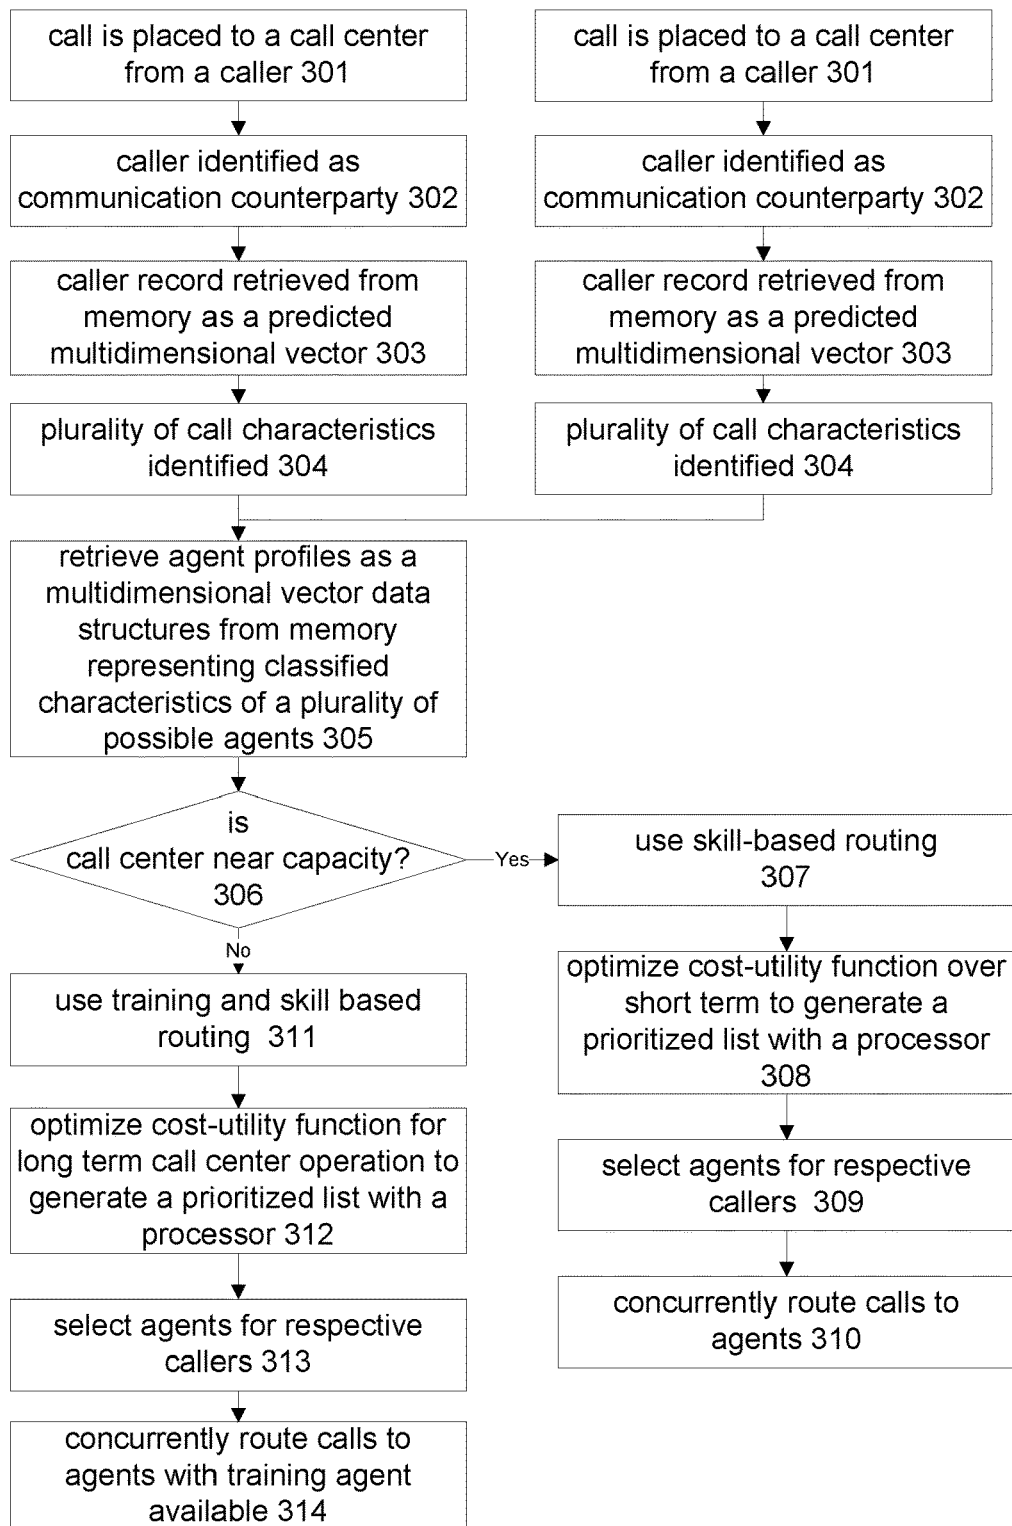 call is placed to a call center
from a caller 301
caller identified as
communication counterparty 302
caller record retrieved from
memory as a predicted
multidimensional vector 303
plurality of call characteristics
identified 304
call is placed to a call center
from a caller 301
caller identified as
communication counterparty 302
caller record retrieved from
memory as a predicted
multidimensional vector 303
plurality of call characteristics
identified 304
retrieve agent profiles as a
multidimensional vector data
structures from memory
representing classified
characteristics of a plurality of
possible agents 305
is
call center near capacity?
306
Yes
No
use skill-based routing
307
optimize cost-utility function over
short term to generate a
prioritized list with a processor
308
select agents for respective
callers 309
concurrently route calls to
agents 310
use training and skill based
routing 311
optimize cost-utility function for
long term call center operation to
generate a prioritized list with a
processor 312
select agents for respective
callers 313
concurrently route calls to
agents with training agent
available 314